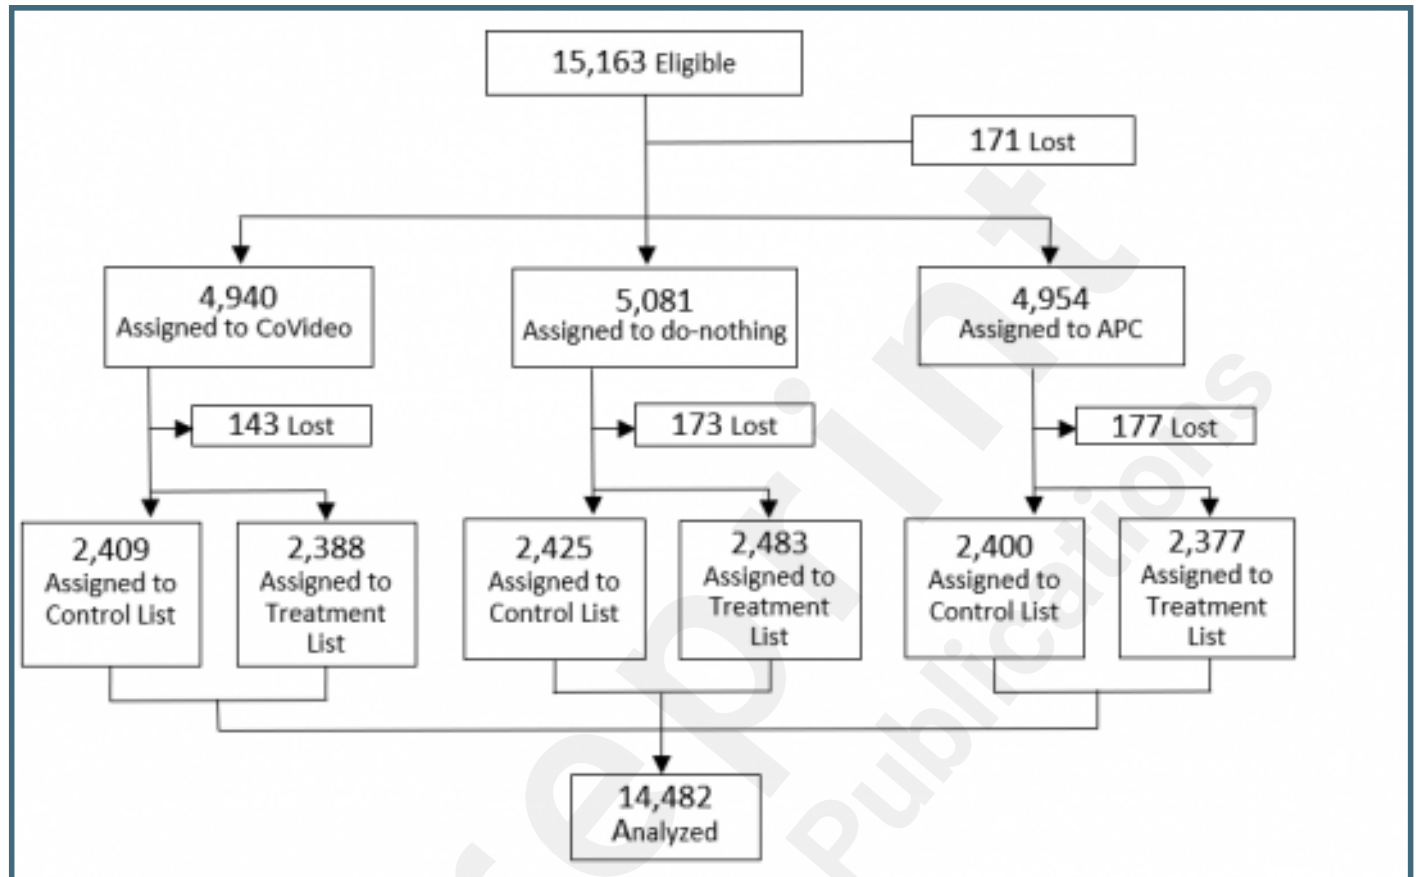 15,163 Eligible
171 Lost
4,940
Assigned to CoVideo
5,081
Assigned to do-nothing
4,954
Assigned to APC
143 Lost
173 Lost
177 Lost
2,409
Assigned to
Control List
2,388
Assigned to
Treatment
List
2,425
Assigned to
Control List
2,483
Assigned to
Treatment
List
2,400
Assigned to
Control List
2,377
Assigned to
Treatment
List
14,482
Analyzed
reprint
Publications